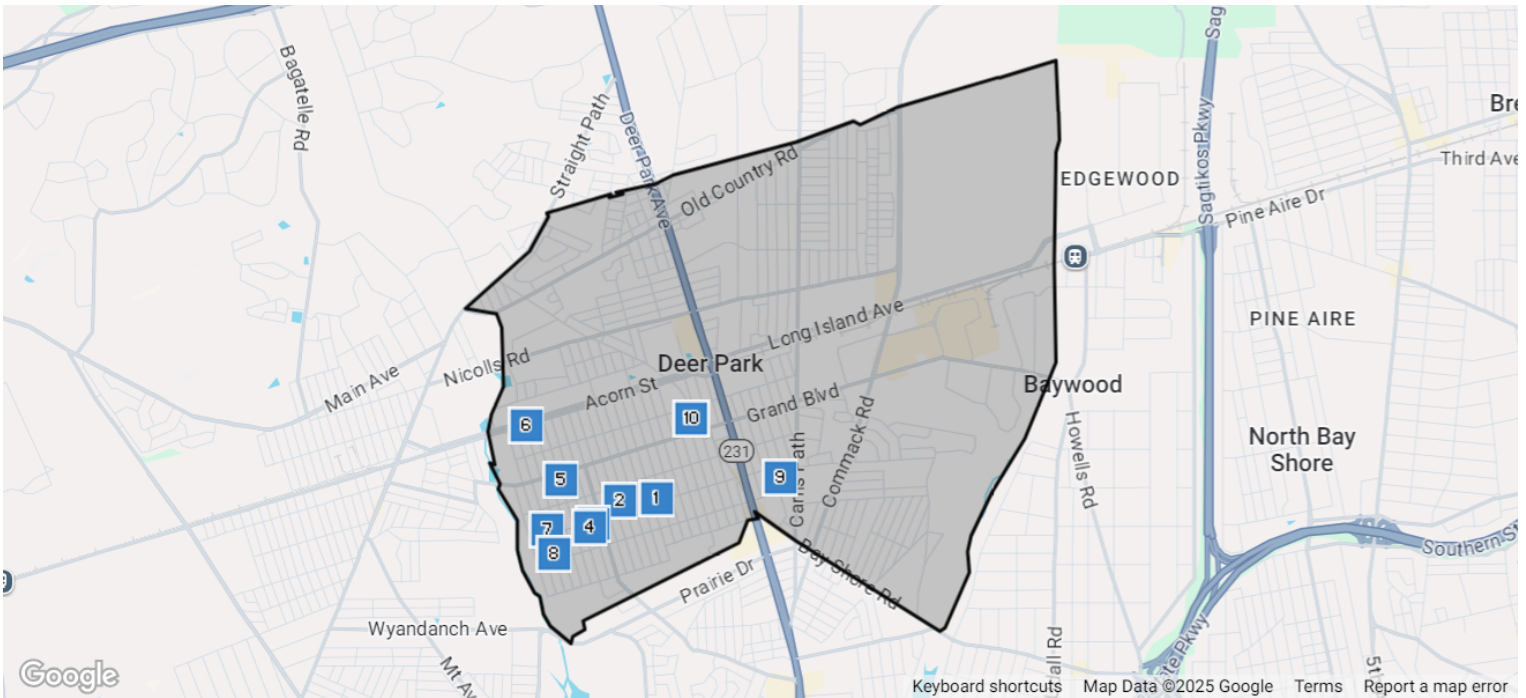 Bagatelle Rd
Straight Path
Deer Park Ave
Old Country Rd
Sag
Sagtikos Pkwy
Bre
Third Ave
EDGEWOOD
Pine Aire Dr
PINE AIRE
Long Island Ave
Nicolls Rd
Main Ave
Deer Park
Acorn St
Grand Blvd
Baywood
Commack Rd
Howells Rd
North Bay
Shore
6
10
231
5
9
2
1
7
4
8
Bay Shore Rd
Prairie Dr
Wyandanch Ave
Mt Av
Southern S
Pkwy
5th
Google
Keyboard shortcuts
Map Data ©2025 Google
Terms
Report a map error